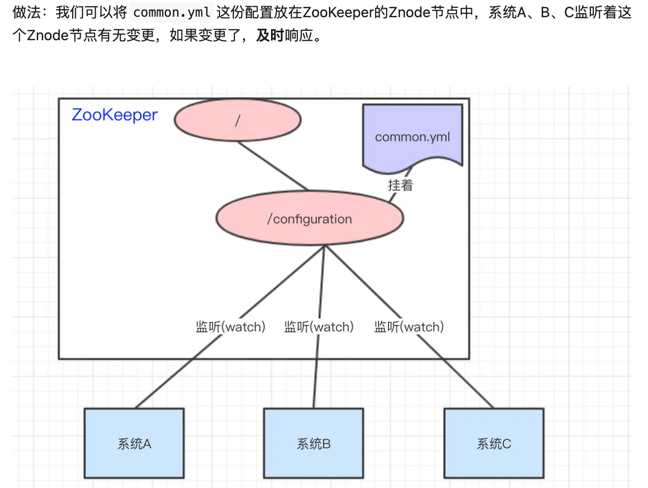 做法：我们可以将 common.yml 这份配置放在ZooKeeper的Znode节点中，系统A、B、C监听着这
个Znode节点有无变更，如果变更了，及时响应。
ZooKeeper
/
common.yml
挂着
/configuration
监听(watch) 监听(watch) 监听(watch)
系统A 系统B 系统C